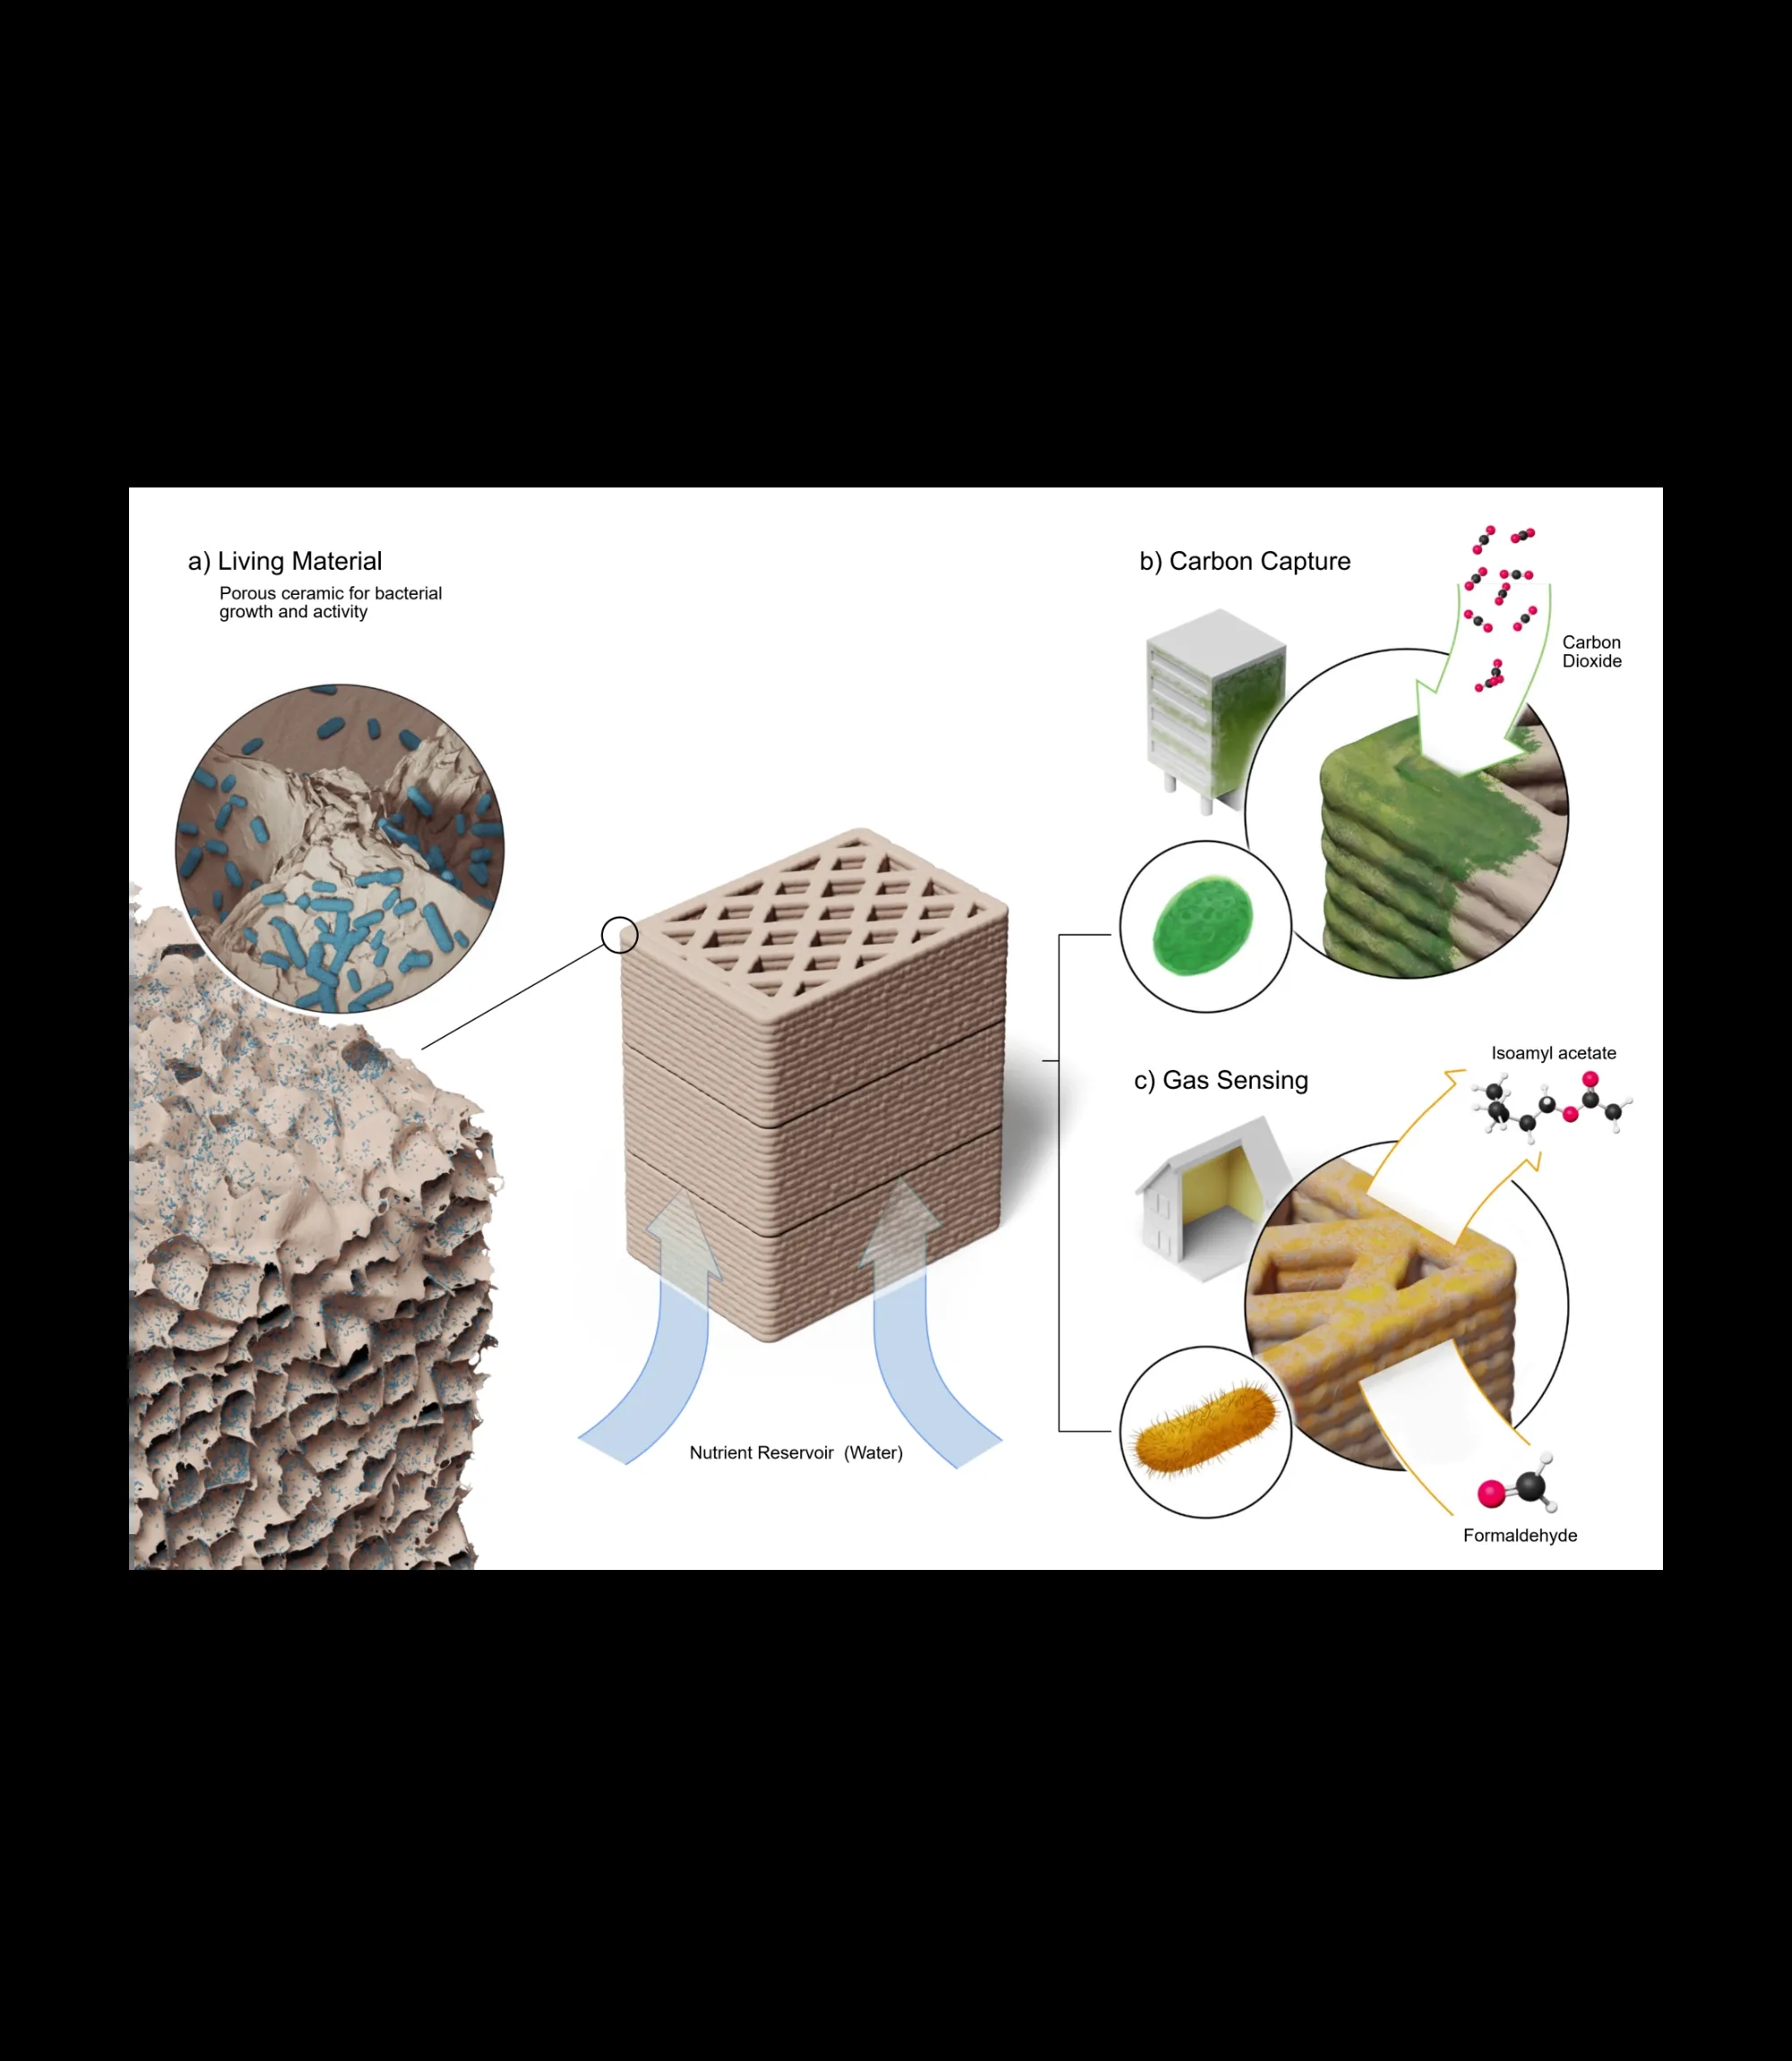 a) Living Material
Porous ceramic for bacterial
growth and activity
Nutrient Reservoir (Water)
b) Carbon Capture
Carbon
Dioxide
c) Gas Sensing
Isoamyl acetate
Formaldehyde